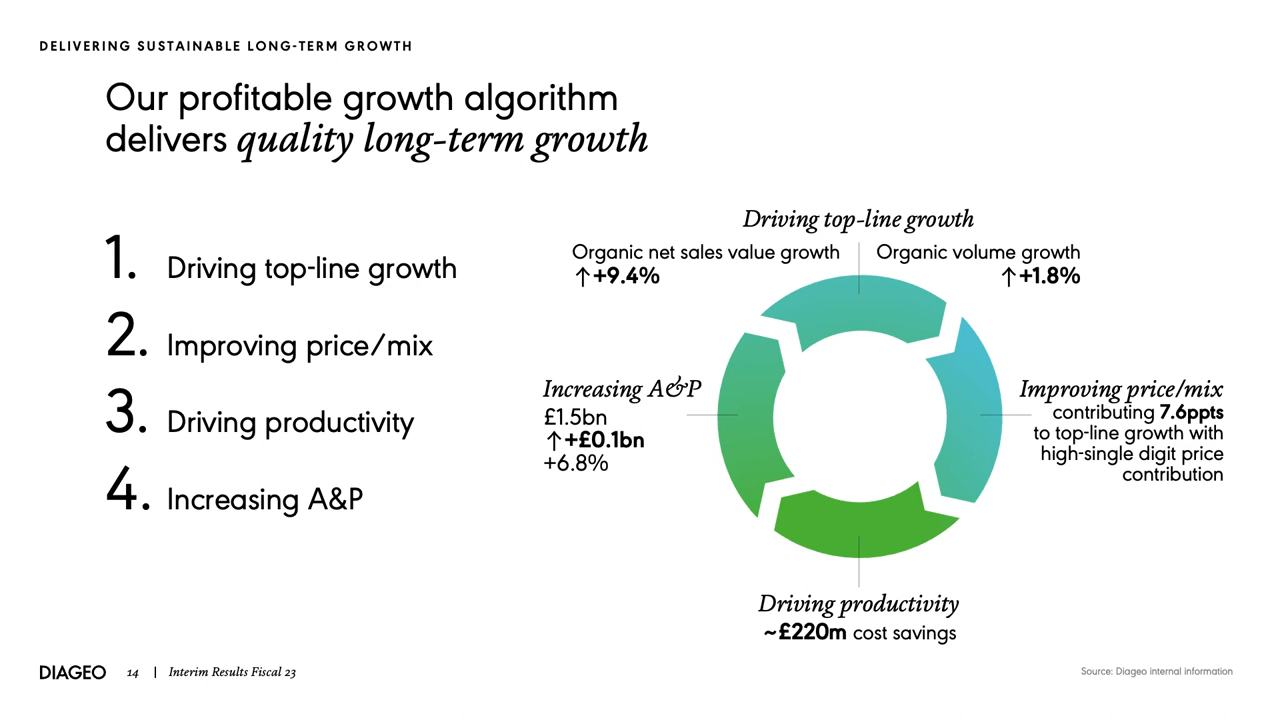 DELIVERING SUSTAINABLE LONG-TERM GROWTH
Our profitable growth algorithm
delivers quality long-term growth
1. Driving top-line growth
2. Improving price/mix
3. Driving productivity
4. Increasing A&P
Driving top-line growth
Organic net sales value growth
↑+9.4%
Organic volume growth
↑+1.8%
Increasing A&P
£1.5bn
↑+£0.1bn
+6.8%
Improving price/mix
contributing 7.6ppts
to top-line growth with
high-single digit price
contribution
Driving productivity
~£220m cost savings
DIAGEO 14 | Interim Results Fiscal 23
Source: Diageo internal information